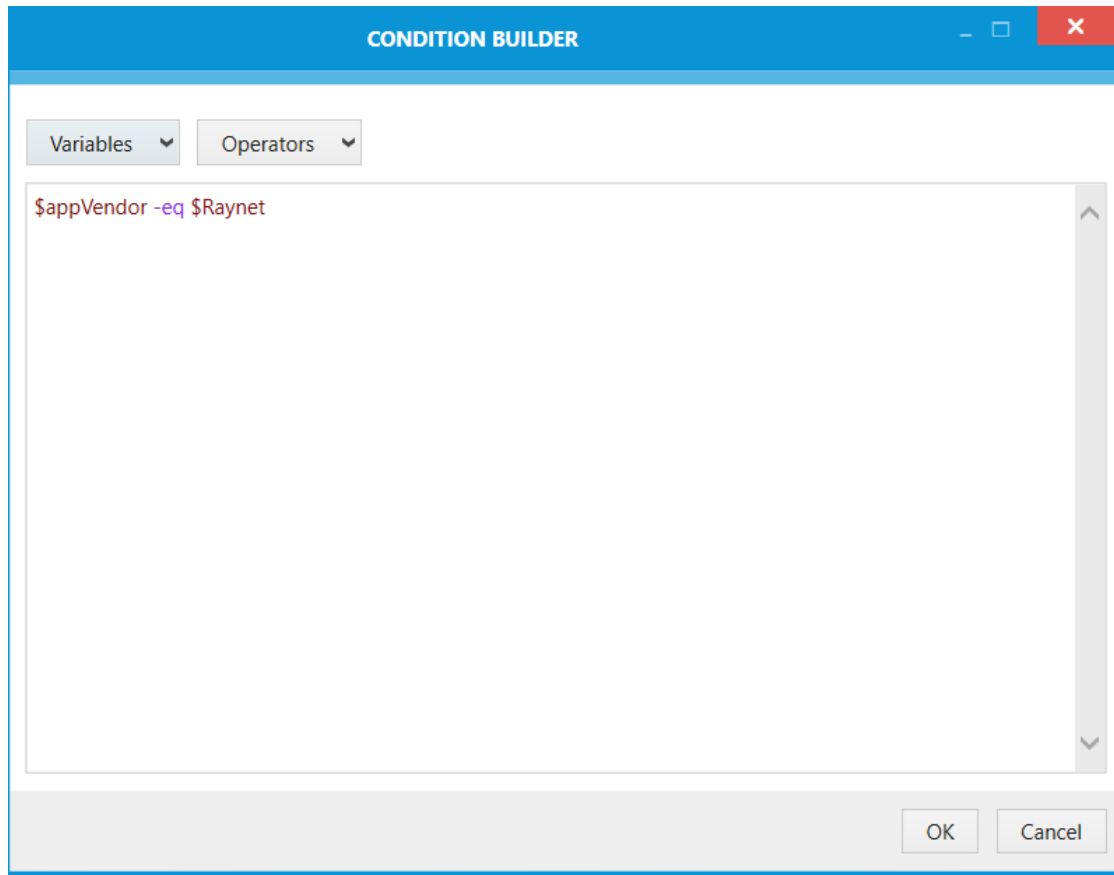 CONDITION BUILDER
Variables Operators
$appVendor -eq $Raynet
OK Cancel